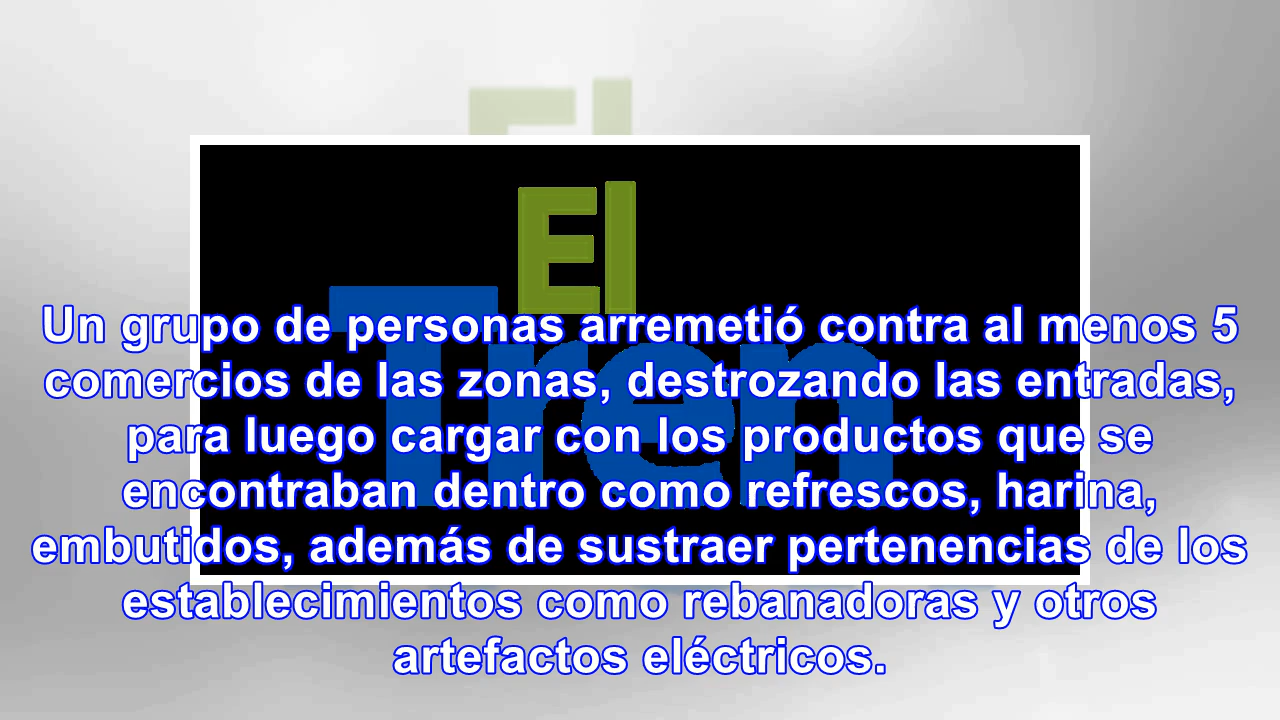 El
Tren
Un grupo de personas arremetió contra al menos 5
comercios de las zonas, destrozando las entradas,
para luego cargar con los productos que se
encontraban dentro como refrescos, harina,
embutidos, además de sustraer pertenencias de los
establecimientos como rebanadoras y otros
artefactos eléctricos.